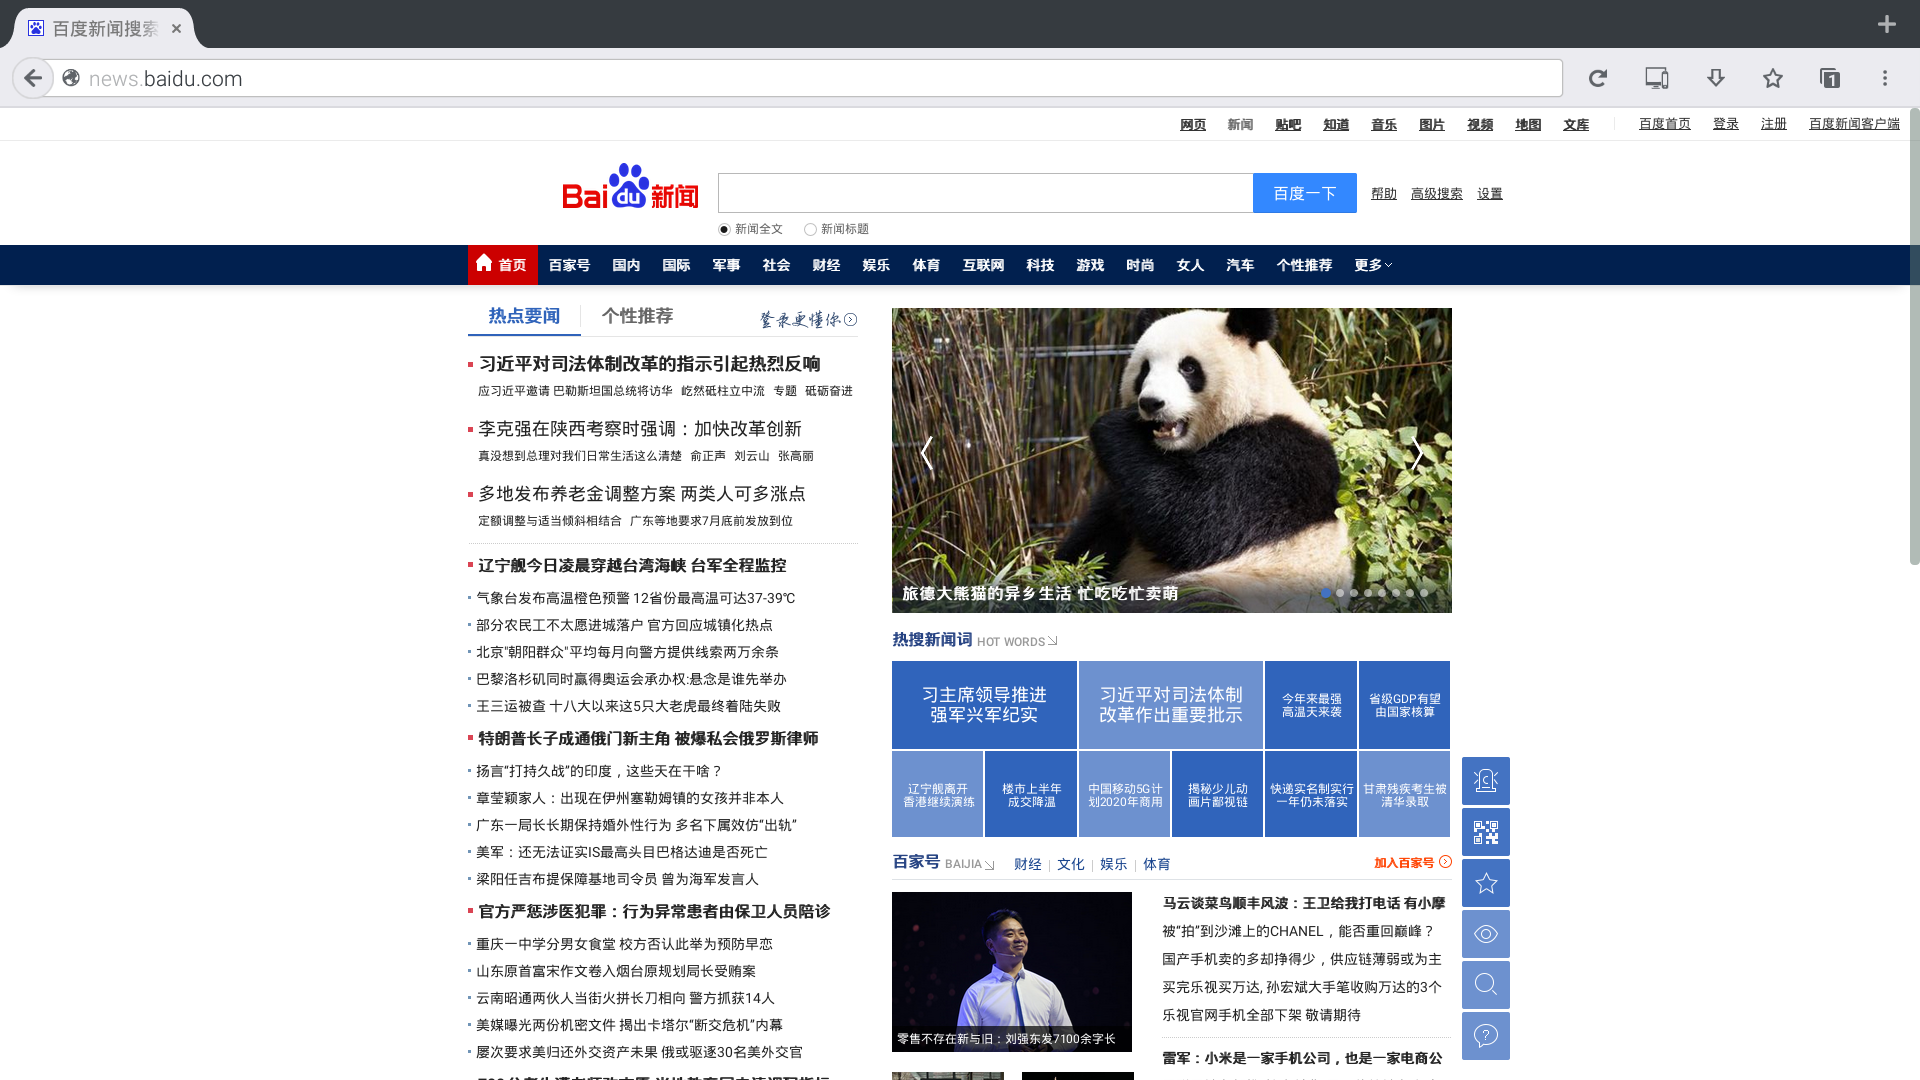 百度新闻搜索
news.baidu.com
1
网页 新闻 贴吧 知道 音乐 图片 视频 地图 文库 百度首页 登录 注册 百度新闻客户端
Bai du 新闻
百度一下 帮助 高级搜索 设置
新闻全文 新闻标题
首页 百家号 国内 国际 军事 社会 财经 娱乐 体育 互联网 科技 游戏 时尚 女人 汽车 个性推荐 更多
热点要闻 个性推荐 登录更懂你
习近平对司法体制改革的指示引起热烈反响
应习近平邀请 巴勒斯坦国总统将访华 屹然砥柱立中流 专题 砥砺奋进
李克强在陕西考察时强调：加快改革创新
真没想到总理对我们日常生活这么清楚 俞正声 刘云山 张高丽
多地发布养老金调整方案 两类人可多涨点
定额调整与适当倾斜相结合 广东等地要求7月底前发放到位
辽宁舰今日凌晨穿越台湾海峡 台军全程监控
气象台发布高温橙色预警 12省份最高温可达37-39℃
部分农民工不太愿进城落户 官方回应城镇化热点
北京"朝阳群众"平均每月向警方提供线索两万余条
巴黎洛杉矶同时赢得奥运会承办权:悬念是谁先举办
王三运被查 十八大以来这5只大老虎最终着陆失败
特朗普长子成通俄门新主角 被爆私会俄罗斯律师
扬言“打持久战”的印度，这些天在干啥？
章莹颖家人：出现在伊州塞勒姆镇的女孩并非本人
广东一局长长期保持婚外性行为 多名下属效仿“出轨”
美军：还无法证实IS最高头目巴格达迪是否死亡
梁阳任吉布提保障基地司令员 曾为海军发言人
官方严惩涉医犯罪：行为异常患者由保卫人员陪诊
重庆一中学分男女食堂 校方否认此举为预防早恋
山东原首富宋作文卷入烟台原规划局长受贿案
云南昭通两伙人当街火拼长刀相向 警方抓获14人
美媒曝光两份机密文件 揭出卡塔尔“断交危机”内幕
屡次要求美归还外交资产未果 俄或驱逐30名美外交官
旅德大熊猫的异乡生活 忙吃吃忙卖萌
热搜新闻词 HOT WORDS
习主席领导推进
强军兴军纪实
习近平对司法体制
改革作出重要批示
今年来最强
高温天来袭
省级GDP有望
由国家核算
辽宁舰离开
香港继续演练
楼市上半年
成交降温
中国移动5G计
划2020年商用
揭秘少儿动
画片鄙视链
快递实名制实行
一年仍未落实
甘肃残疾考生被
清华录取
百家号 BAIJIA 财经 文化 娱乐 体育 加入百家号
零售不存在新与旧：刘强东发7100余字长
马云谈菜鸟顺丰风波：王卫给我打电话 有小摩
被“拍”到沙滩上的CHANEL，能否重回巅峰？
国产手机卖的多却挣得少，供应链薄弱或为主
买完乐视买万达, 孙宏斌大手笔收购万达的3个
乐视官网手机全部下架 敬请期待
雷军：小米是一家手机公司，也是一家电商公